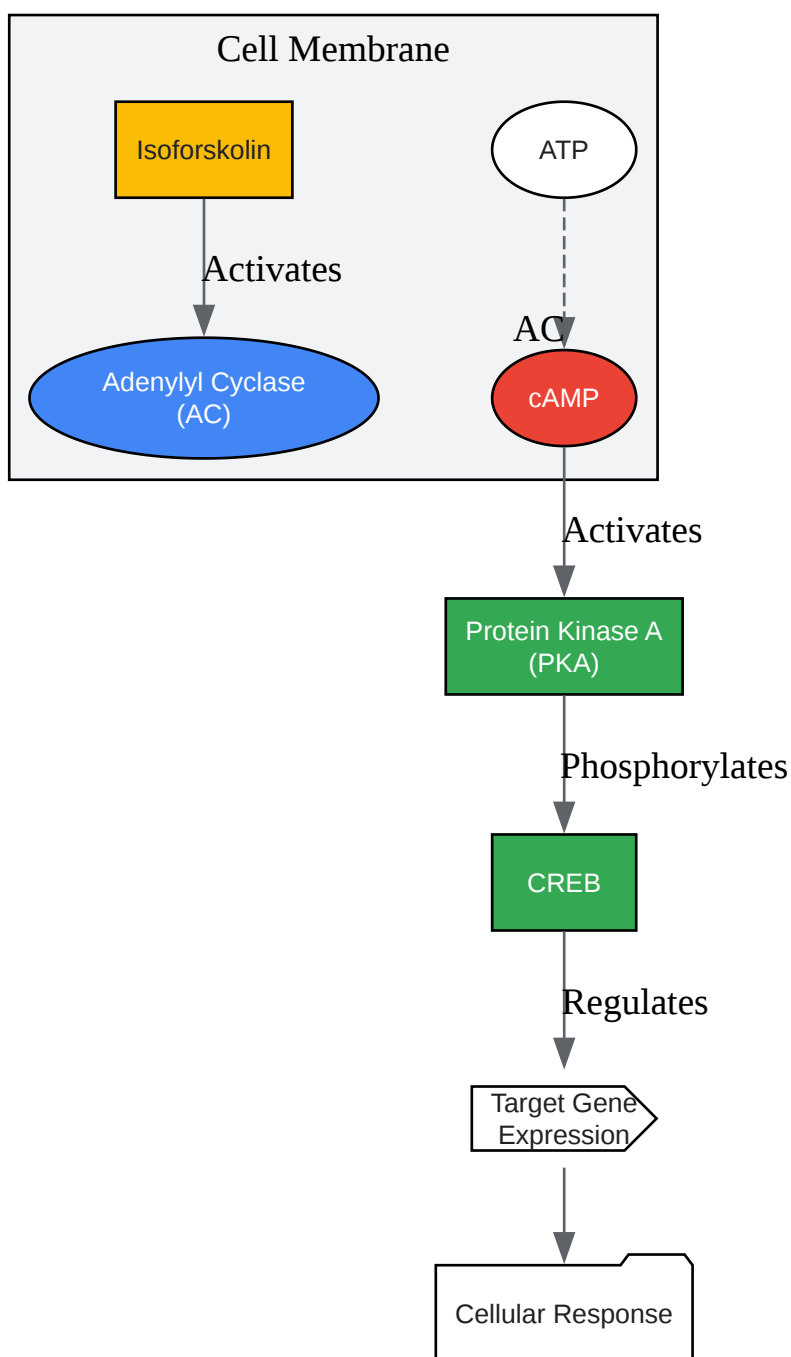 Cell Membrane
Isoforskolin
ATP
Activates
AC
Adenylyl Cyclase
(AC)
cAMP
Activates
Protein Kinase A
(PKA)
Phosphorylates
CREB
Regulates
Target Gene
Expression
Cellular Response